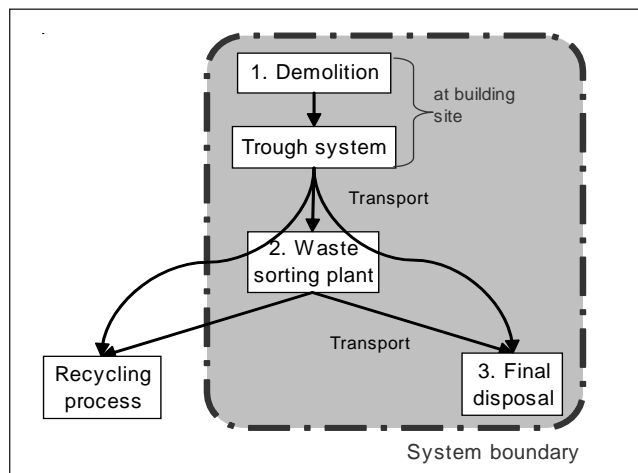 1. Demolition
at building
site
Trough system
Transport
2. Waste
sorting plant
Transport
Recycling
process
3. Final
disposal
System boundary